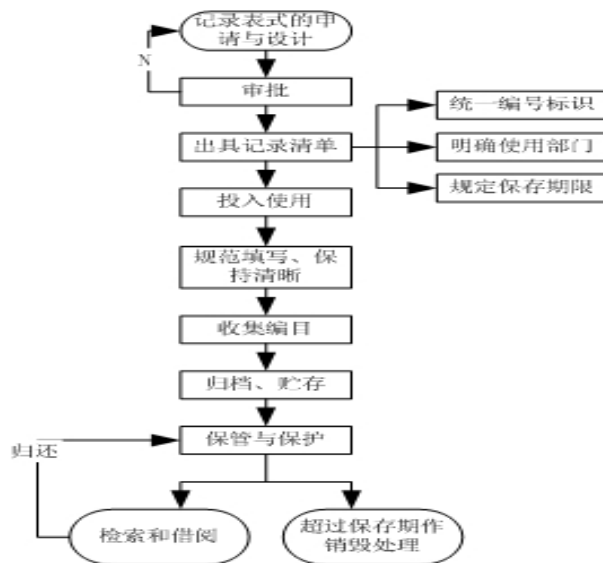 记录表式的申
请与设计
N
审批
出具记录清单
统一编号标识
明确使用部门
规定保存期限
投入使用
规范填写、保
持清晰
收集编目
归档、贮存
保管与保护
归还
检索和借阅
超过保存期作
销毁处理